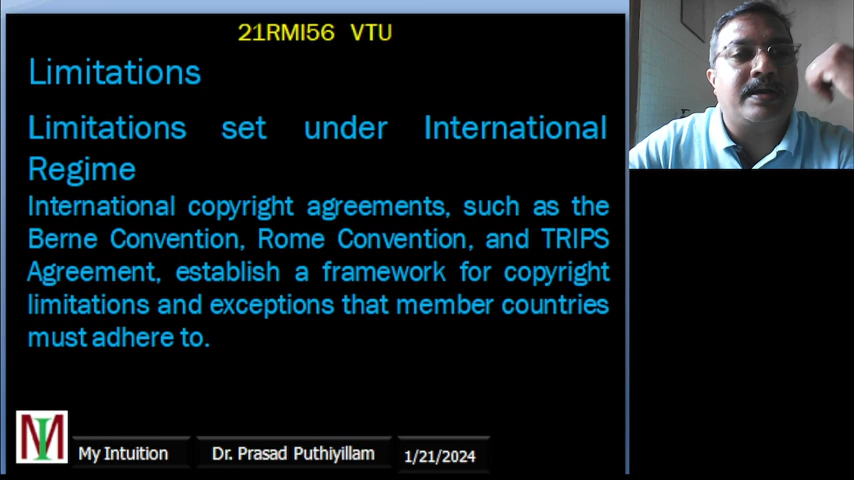 21RMI56 VTU
Limitations
Limitations set under International
Regime
International copyright agreements, such as the
Berne Convention, Rome Convention, and TRIPS
Agreement, establish a framework for copyright
limitations and exceptions that member countries
must adhere to.
MI
My Intuition
Dr. Prasad Puthiyillam
1/21/2024